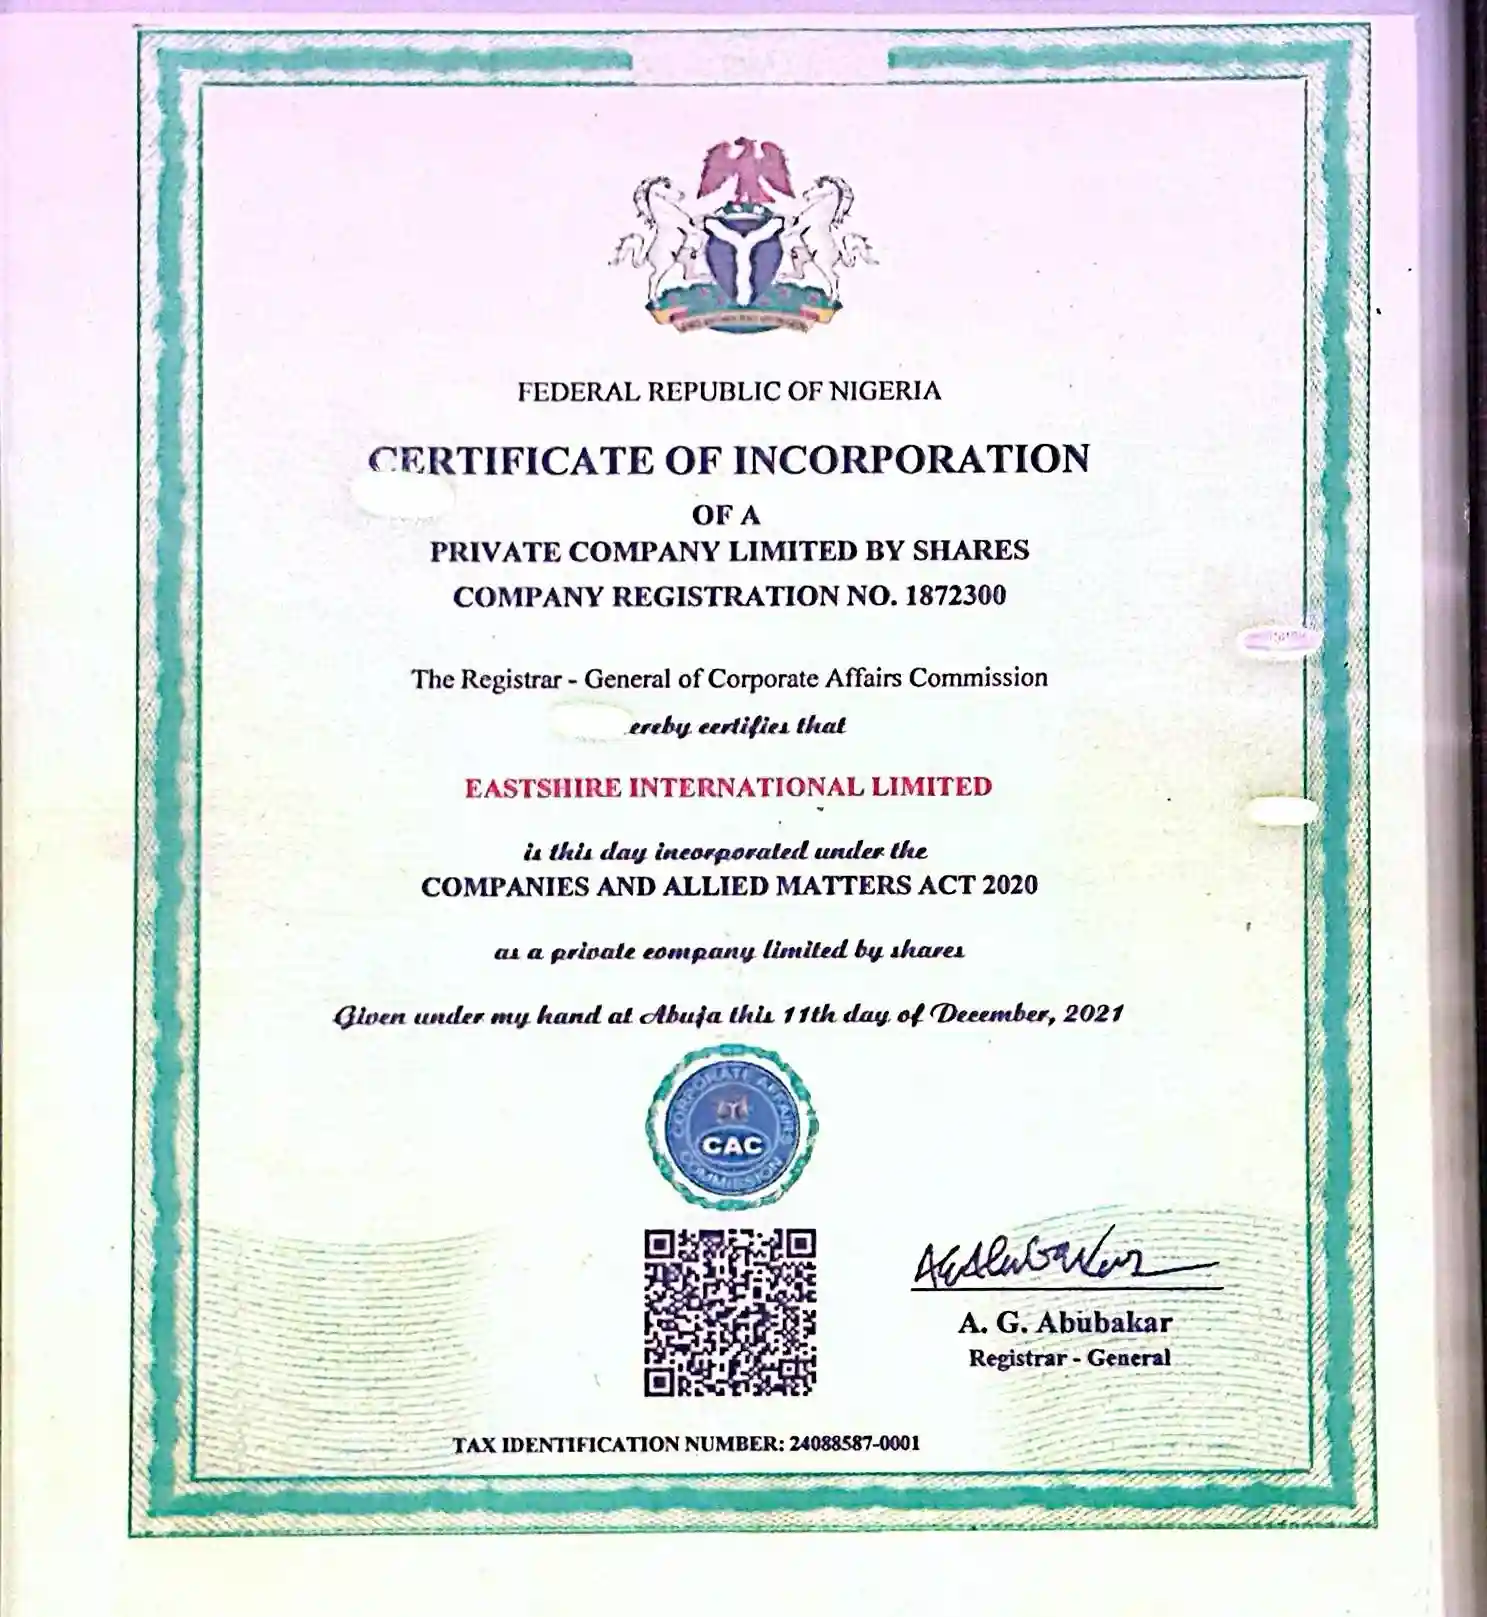 FEDERAL REPUBLIC OF NIGERIA
CERTIFICATE OF INCORPORATION
OF A
PRIVATE COMPANY LIMITED BY SHARES
COMPANY REGISTRATION NO. 1872300
The Registrar - General of Corporate Affairs Commission
ereby certifies that
EASTSHIRE INTERNATIONAL LIMITED
is this day incorporated under the
COMPANIES AND ALLIED MATTERS ACT 2020
as a private company limited by shares
Given under my hand at Abuja this 11th day of December, 2021
CORPORATE AFFAIRS
CAC
COMMISSION
A. G. Abubakar
Registrar - General
TAX IDENTIFICATION NUMBER: 24088587-0001